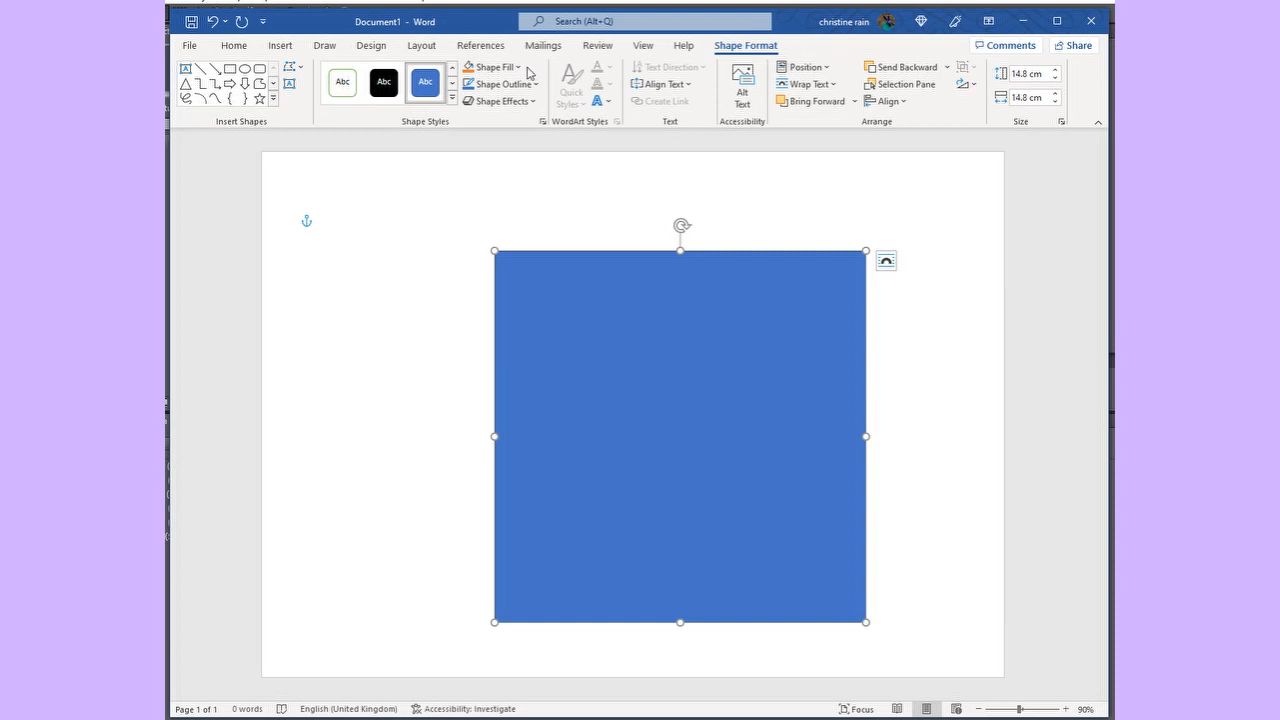 Document1 - Word
Search (Alt+Q)
christine rain
File Home Insert Draw Design Layout References Mailings Review View Help Shape Format
Comments Share
Abc Abc Abc
Shape Fill
Shape Outline
Shape Effects
Quick
Styles
Text Direction
Align Text
Create Link
Alt
Text
Position
Wrap Text
Bring Forward
Send Backward
Selection Pane
Align
14.8 cm
14.8 cm
Insert Shapes Shape Styles WordArt Styles Text Accessibility Arrange Size
Page 1 of 1 0 words English (United Kingdom) Accessibility: Investigate Focus 90%